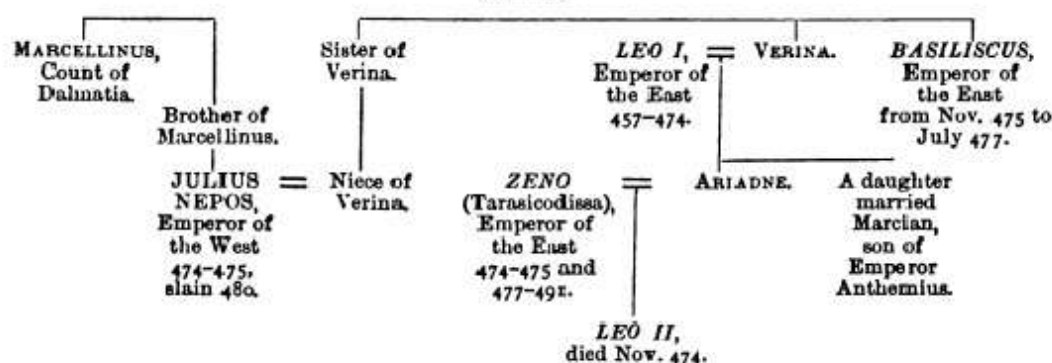 MARCELLINUS,
Count of
Dalmatia.
Brother of
Marcellinus.
JULIUS
NEPOS,
Emperor of
the West
474–475,
slain 480.
=
Sister of
Verina.
Niece of
Verina.
LEO I,
Emperor of
the East
457–474.
=
VERINA.
BASILISCUS,
Emperor of
the East
from Nov. 475 to
July 477.
ZENO
(Tarasicodissa),
Emperor of
the East
474–475 and
477–491.
=
ARIADNE.
A daughter
married
Marcian,
son of
Emperor
Anthemius.
LEO II,
died Nov. 474.